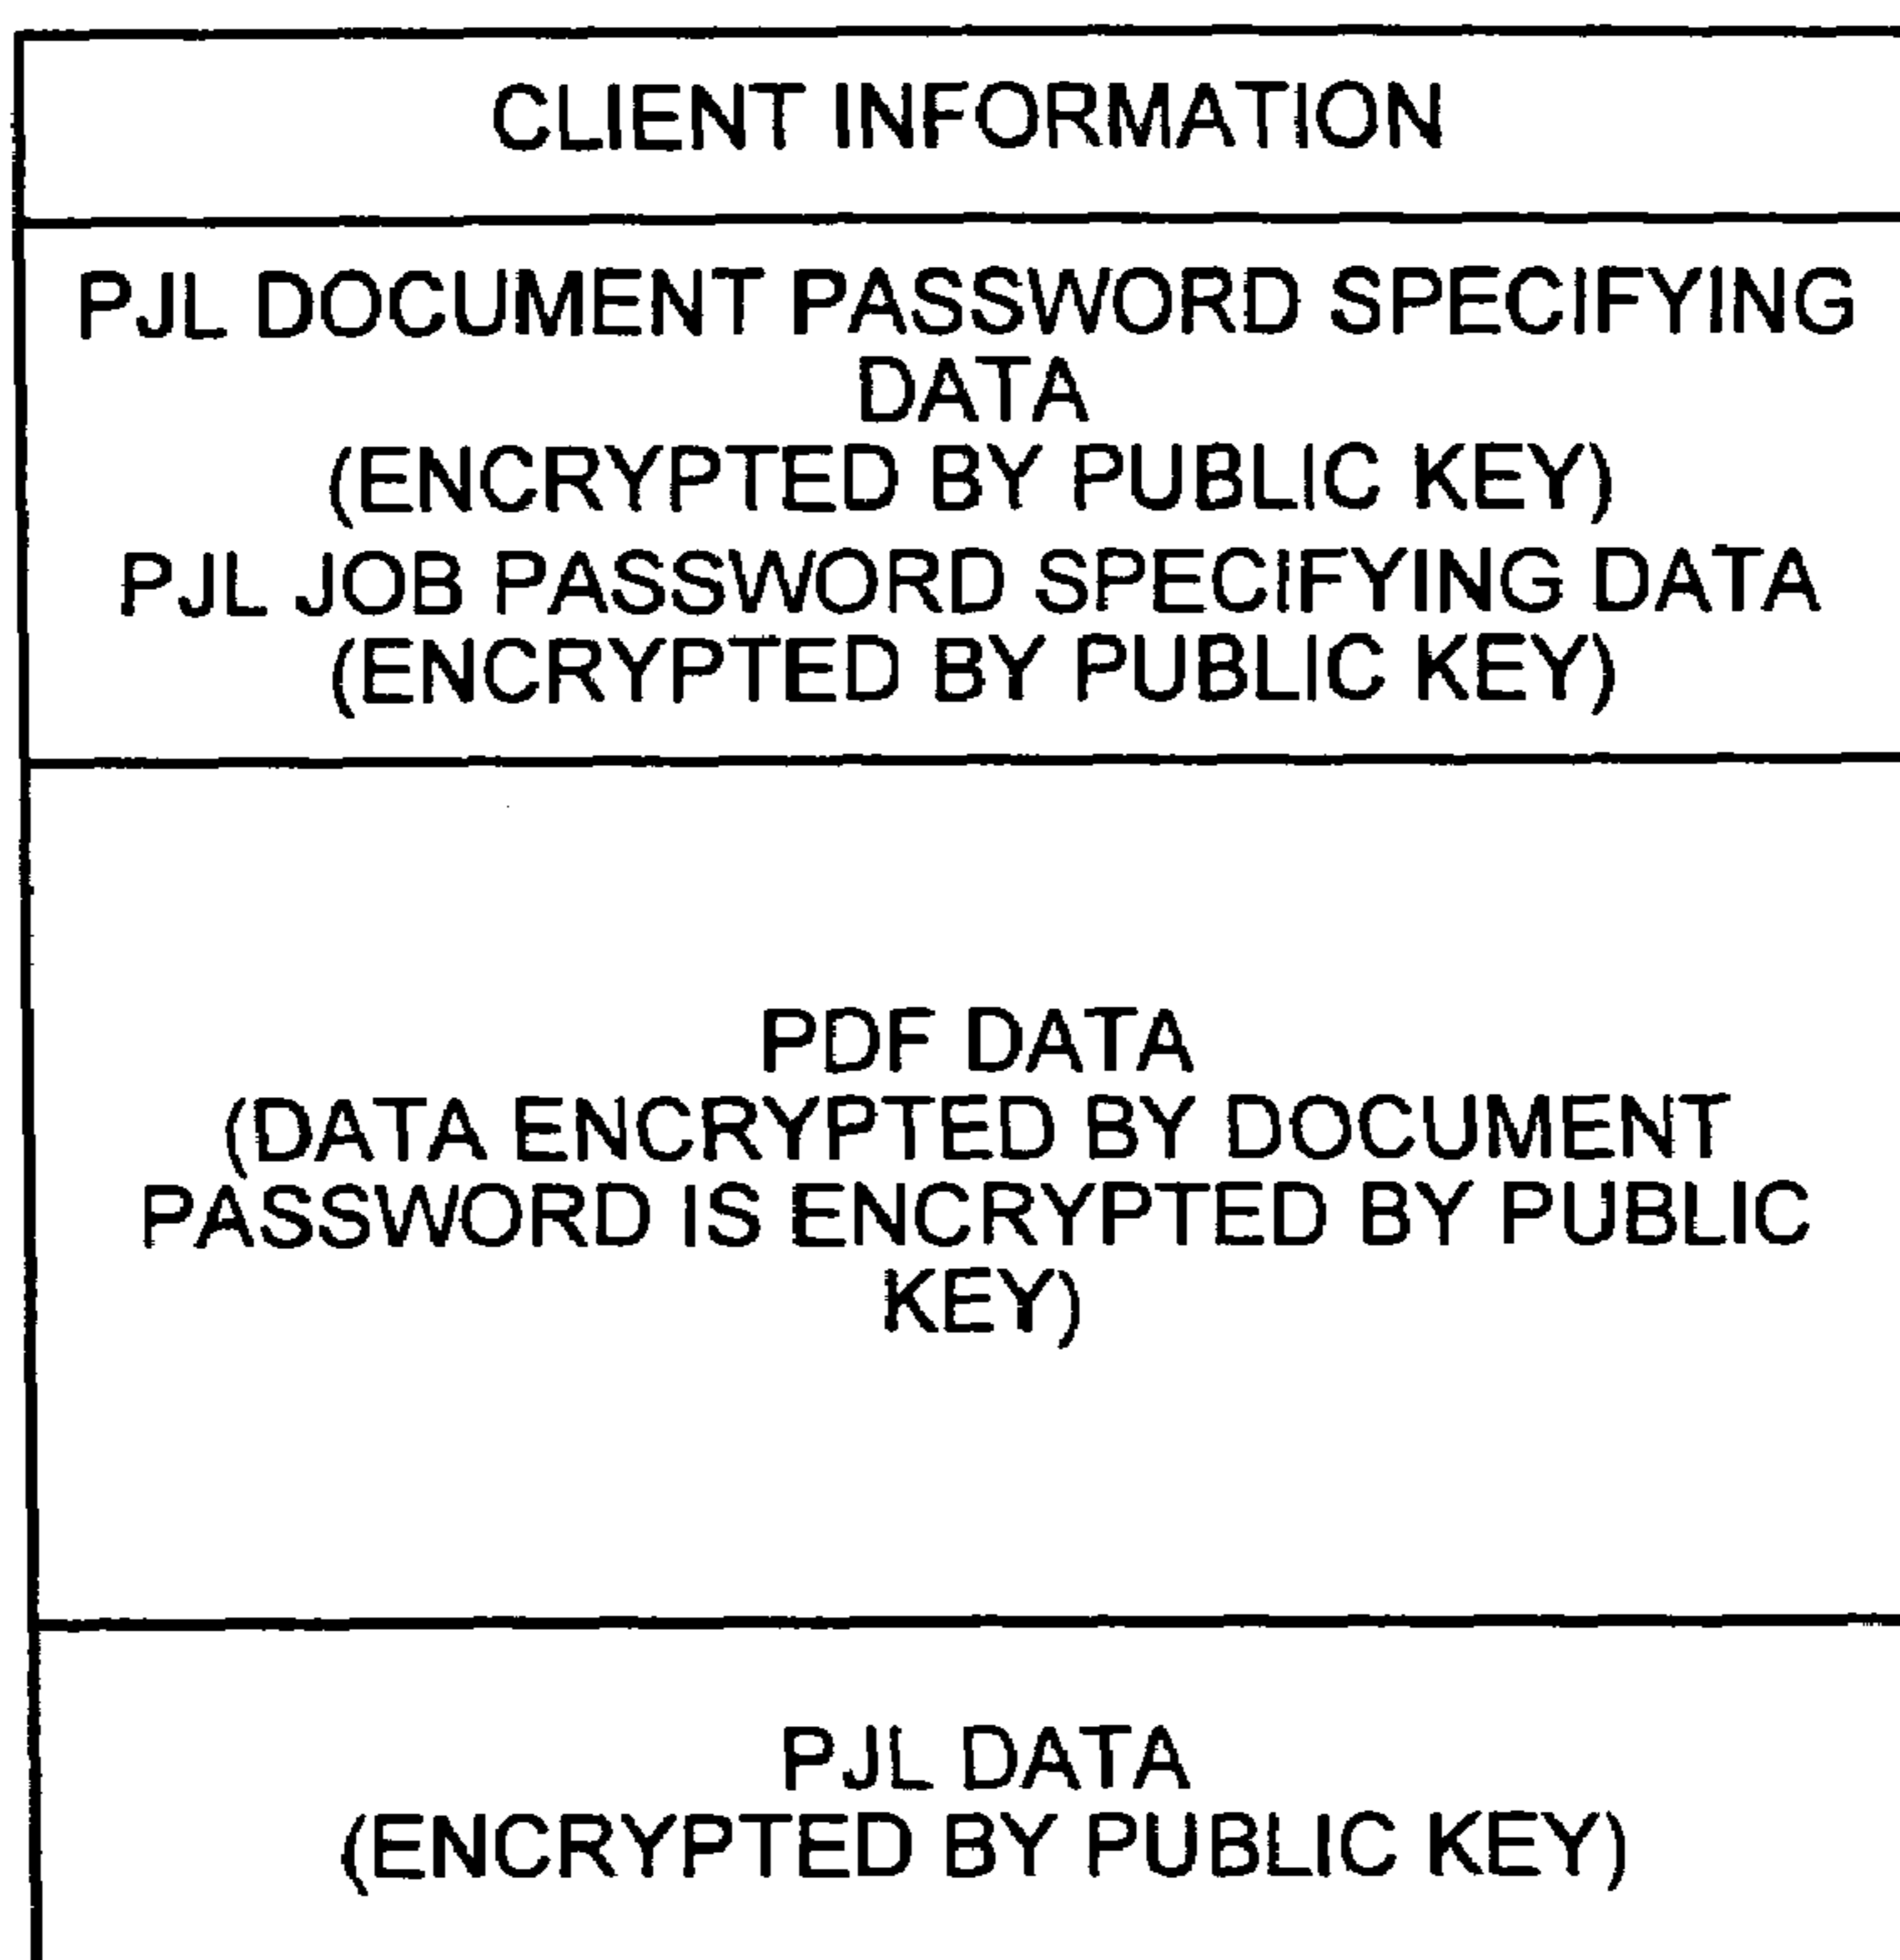 CLIENT INFORMATION
PJL DOCUMENT PASSWORD SPECIFYING
DATA
(ENCRYPTED BY PUBLIC KEY)
PJL JOB PASSWORD SPECIFYING DATA
(ENCRYPTED BY PUBLIC KEY)
PDF DATA
(DATA ENCRYPTED BY DOCUMENT
PASSWORD IS ENCRYPTED BY PUBLIC
KEY)
PJL DATA
(ENCRYPTED BY PUBLIC KEY)